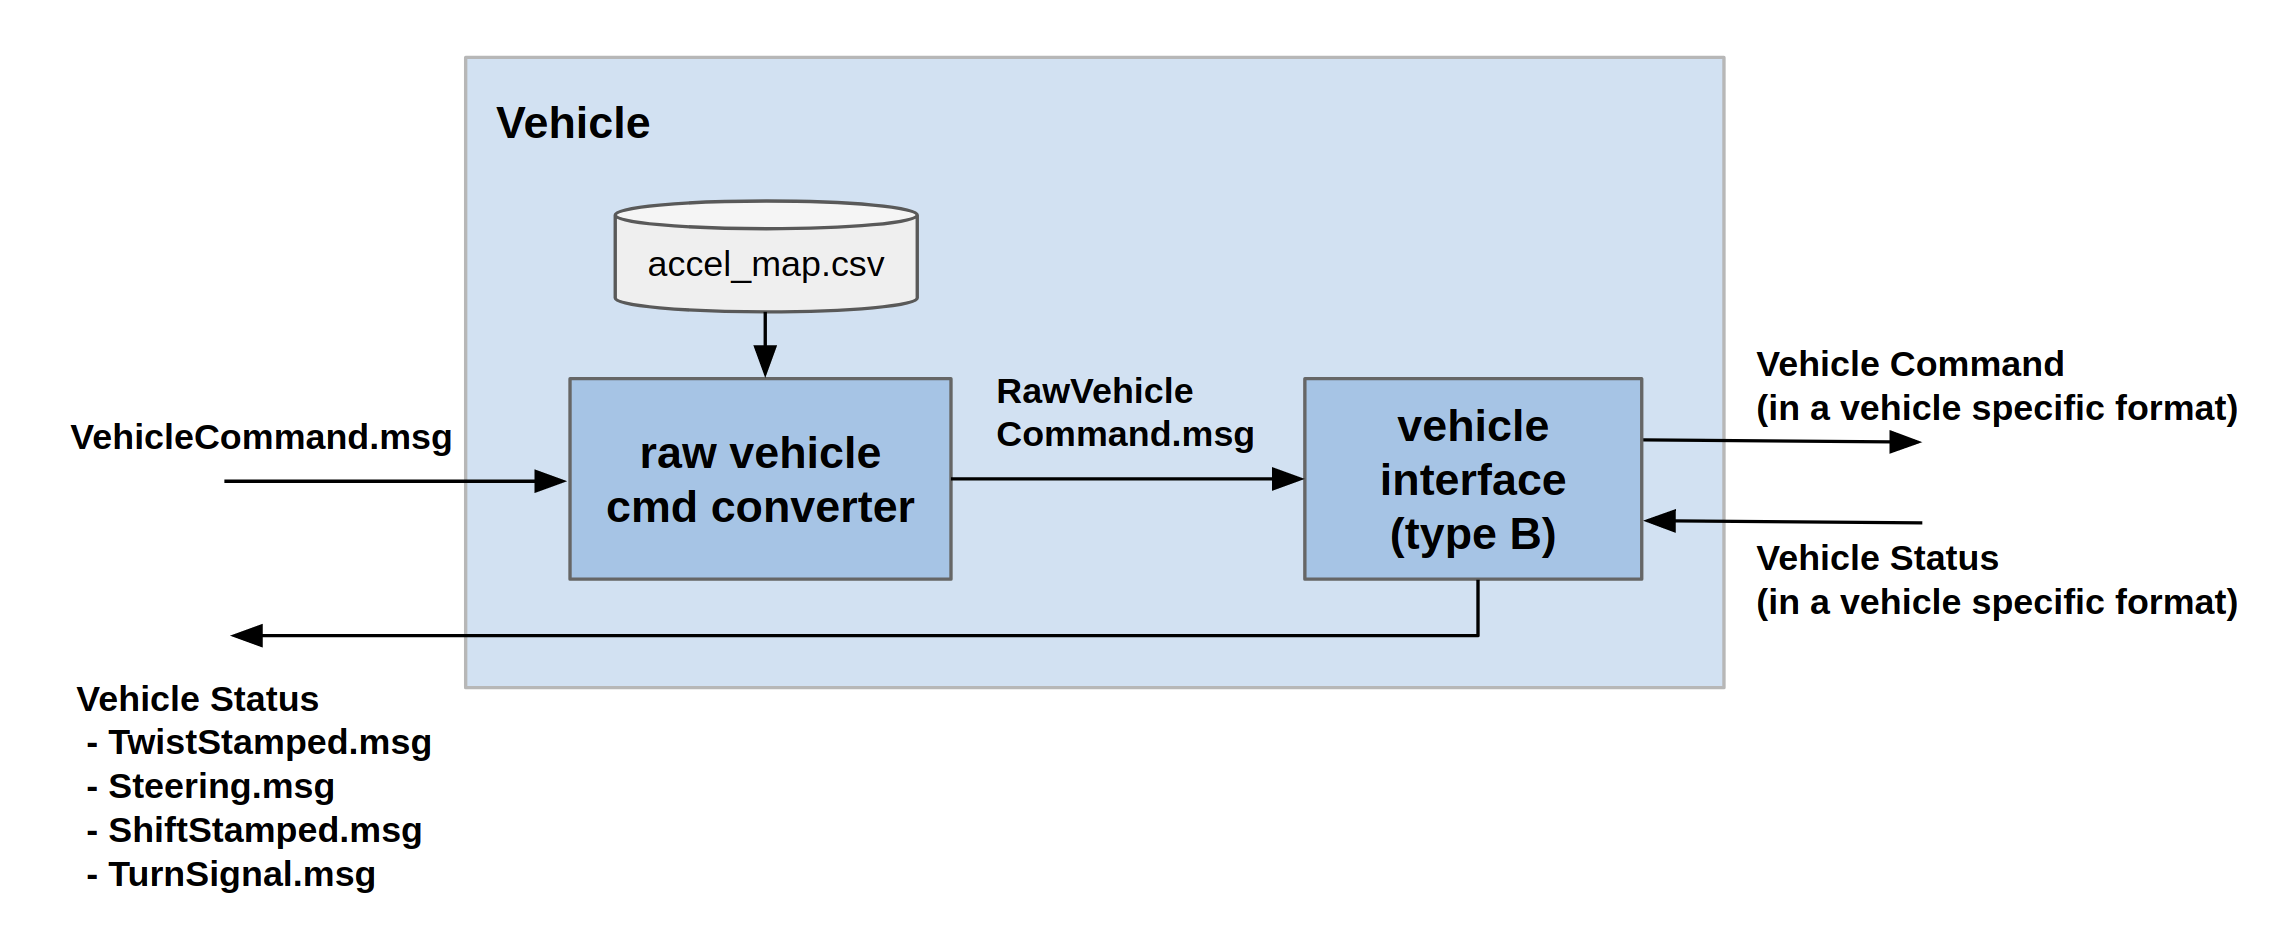 Vehicle
accel_map.csv
VehicleCommand.msg
raw vehicle
cmd converter
RawVehicle
Command.msg
vehicle
interface
(type B)
Vehicle Command
(in a vehicle specific format)
Vehicle Status
(in a vehicle specific format)
Vehicle Status
- TwistStamped.msg
- Steering.msg
- ShiftStamped.msg
- TurnSignal.msg